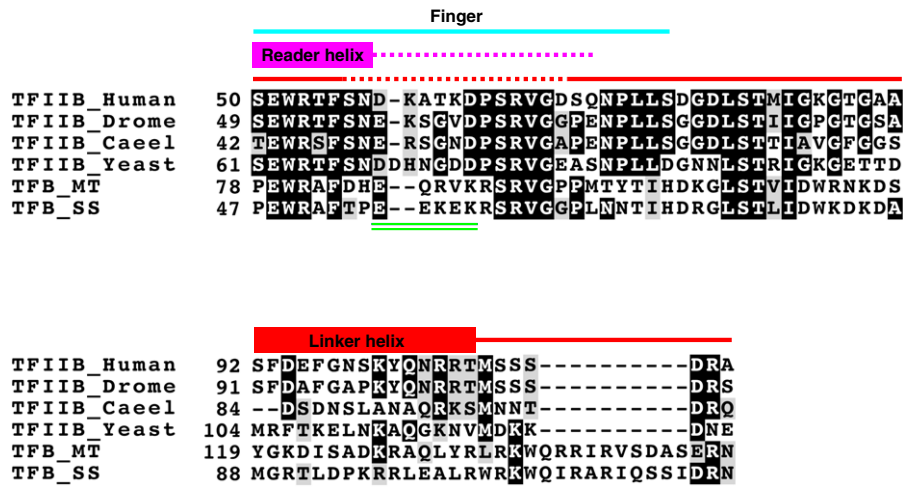 Finger
Reader helix
TFIIB_Human 50 SEWRTFSND-KATKDPSRVGDSQNPLLSDGDLSTMIGKGTGAA
TFIIB_Drome 49 SEWRTFSNE-KSGVDPSRVGGPENPLLSGGDLSTIIGPGTGSA
TFIIB_Caeel 42 TEWRSFSNE-RSGNDPSRVGAPENPLLSGGDLSTTIAVGFGGS
TFIIB_Yeast 61 SEWRTFSNDDHNGDDPSRVGEASNPLLDGNNLSTRIGKGETTD
TFB_MT 78 PEWRAFDHE--QRVKRSRVGPPMTYTIHDKGLSTVIDWRNKDS
TFB_SS 47 PEWRAFTPE--EKEKRSRVGGPLNNTIHDRGLSTLIDWKDKDA
Linker helix
TFIIB_Human 92 SFDEFGNSKYQNRRTMSSS----------DRA
TFIIB_Drome 91 SFDAFGAPKYQNRRTMSSS----------DRS
TFIIB_Caeel 84 --DSDNSLANAQRKSMNNT----------DRQ
TFIIB_Yeast 104 MRFTKELNKAQGKNVMDKK----------DNE
TFB_MT 119 YGKDISADKRAQLYRLRKWQRRIRVSDASERN
TFB_SS 88 MGRTLDPKRRLEALRWRKWQIRARIQSSIDRN